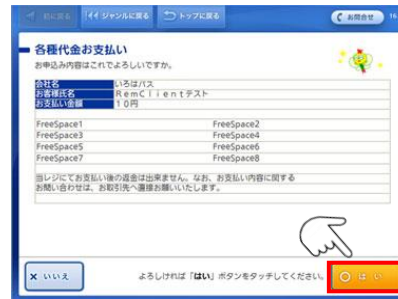 前に戻る ジャンルに戻る トップに戻る お問合せ 16
各種代金お支払い
お申込み内容はこれでよろしいですか。
会社名 いろはパス
お客様氏名 RemClientテスト
お支払い金額 10円
FreeSpace1 FreeSpace2
FreeSpace3 FreeSpace4
FreeSpace5 FreeSpace6
FreeSpace7 FreeSpace8
当レジにてお支払い後の返金は出来ません。なお、お支払い内容に関する
お問い合わせは、お取引先へ直接お願いいたします。
× いいえ よろしければ「はい」ボタンをタッチしてください。 ○ はい